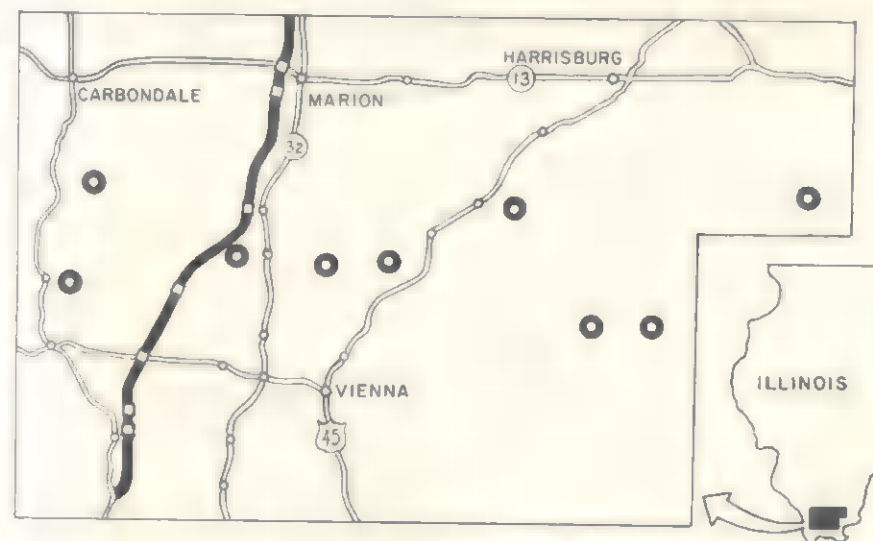 HARRISBURG
13
CARBONDALE
MARION
32
ILLINOIS
VIENNA
45